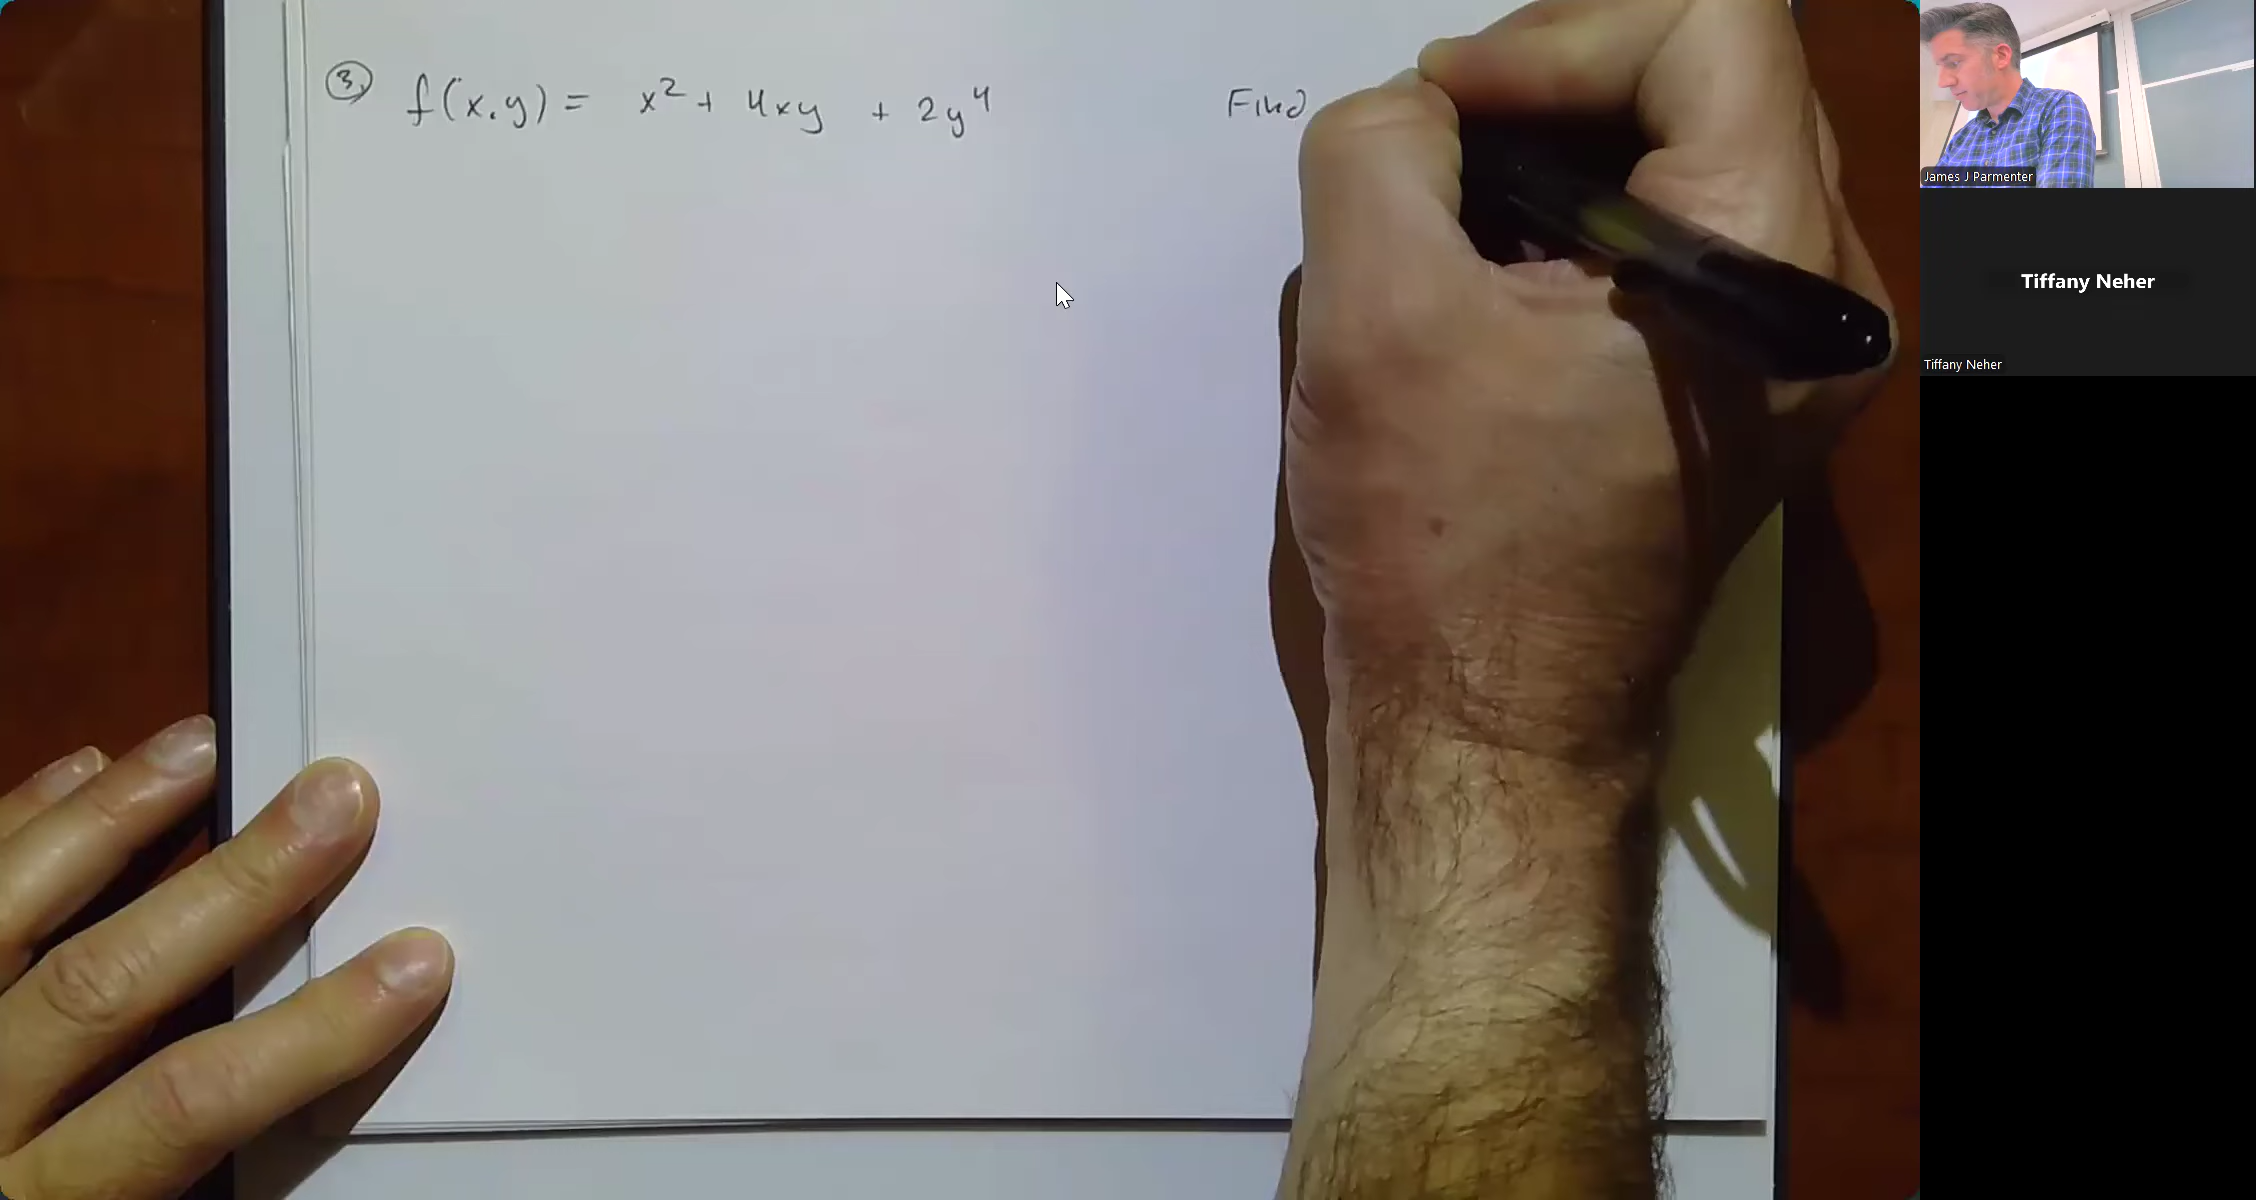 3. f(x,y) = x² + 4xy + 2y⁴ Find
James J Parmenter
Tiffany Neher
Tiffany Neher